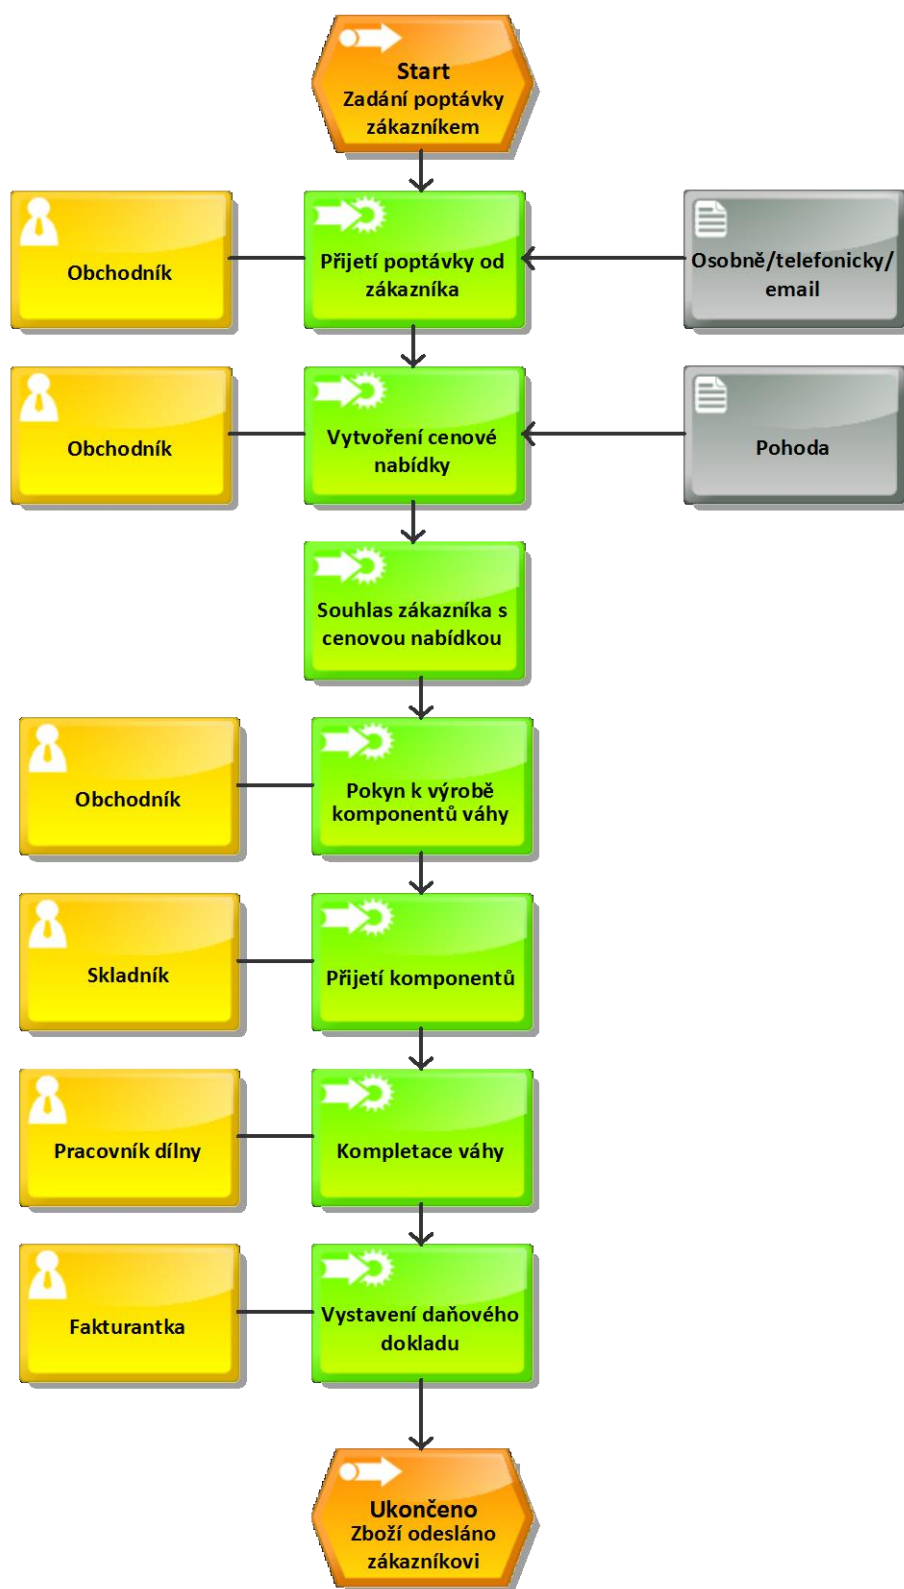 Start
Zadání poptávky
zákazníkem
Obchodník
Přijetí poptávky od
zákazníka
Osobně/telefonicky/
email
Obchodník
Vytvoření cenové
nabídky
Pohoda
Souhlas zákazníka s
cenovou nabídkou
Obchodník
Pokyn k výrobě
komponentů váhy
Skladník
Přijetí komponentů
Pracovník dílny
Kompletace váhy
Fakturantka
Vystavení daňového
dokladu
Ukončeno
Zboží odesláno
zákazníkovi